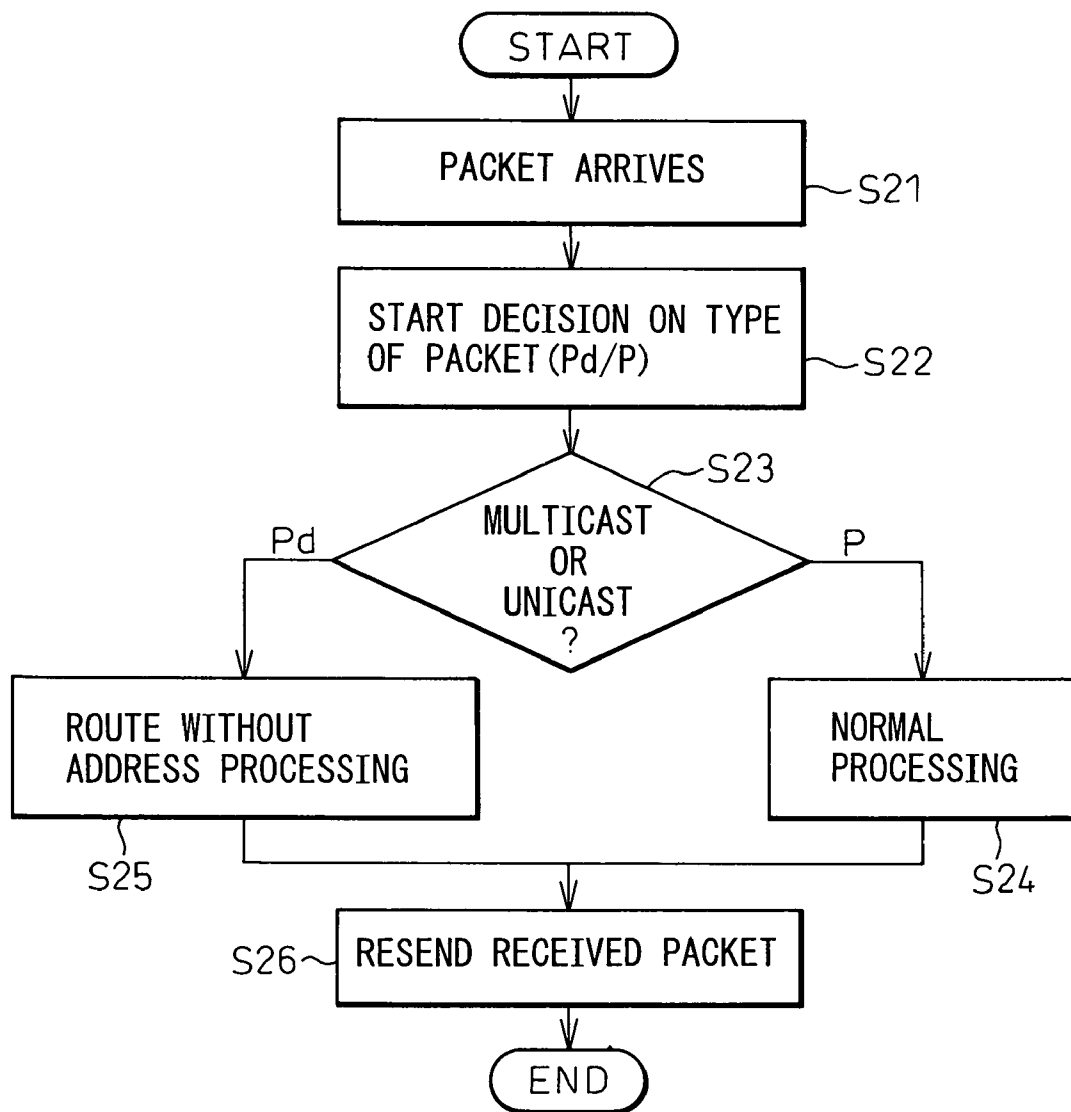 START
PACKET ARRIVES
S21
START DECISION ON TYPE
OF PACKET(Pd/P)
S22
S23
MULTICAST
OR
UNICAST
?
Pd
P
ROUTE WITHOUT
ADDRESS PROCESSING
S25
NORMAL
PROCESSING
S24
RESEND RECEIVED PACKET
S26
END